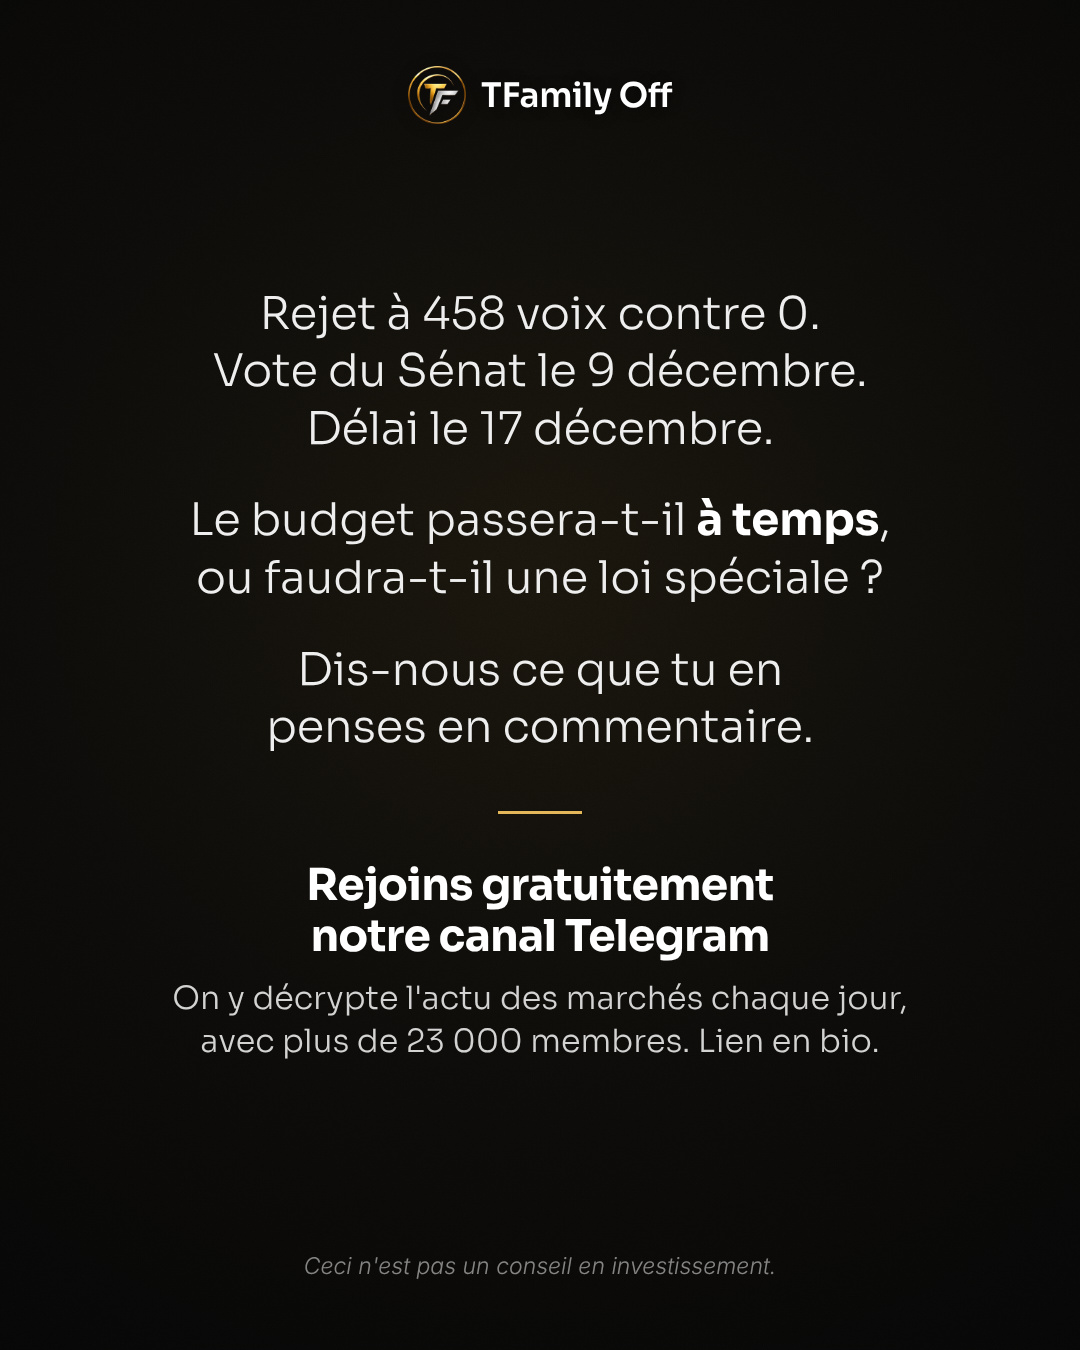 TFamily Off
Rejet à 458 voix contre 0.
Vote du Sénat le 9 décembre.
Délai le 17 décembre.
Le budget passera-t-il à temps,
ou faudra-t-il une loi spéciale ?
Dis-nous ce que tu en
penses en commentaire.
Rejoins gratuitement
notre canal Telegram
On y décrypte l'actu des marchés chaque jour,
avec plus de 23 000 membres. Lien en bio.
Ceci n'est pas un conseil en investissement.